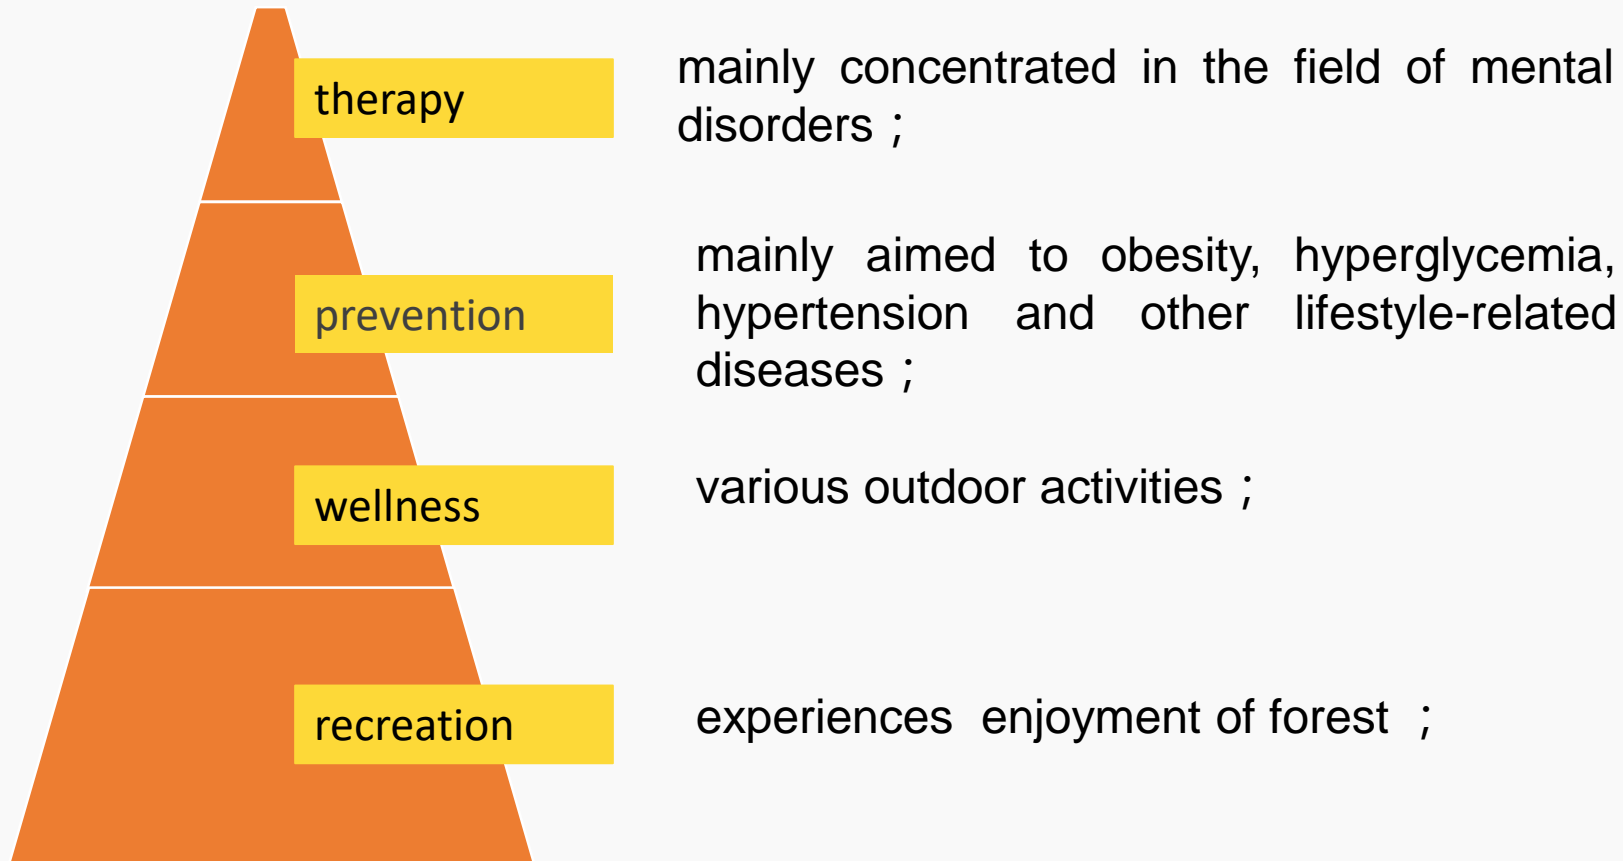 therapy
mainly concentrated in the field of mental
disorders；
prevention
mainly aimed to obesity, hyperglycemia,
hypertension and other lifestyle-related
diseases；
wellness
various outdoor activities；
recreation
experiences enjoyment of forest ；